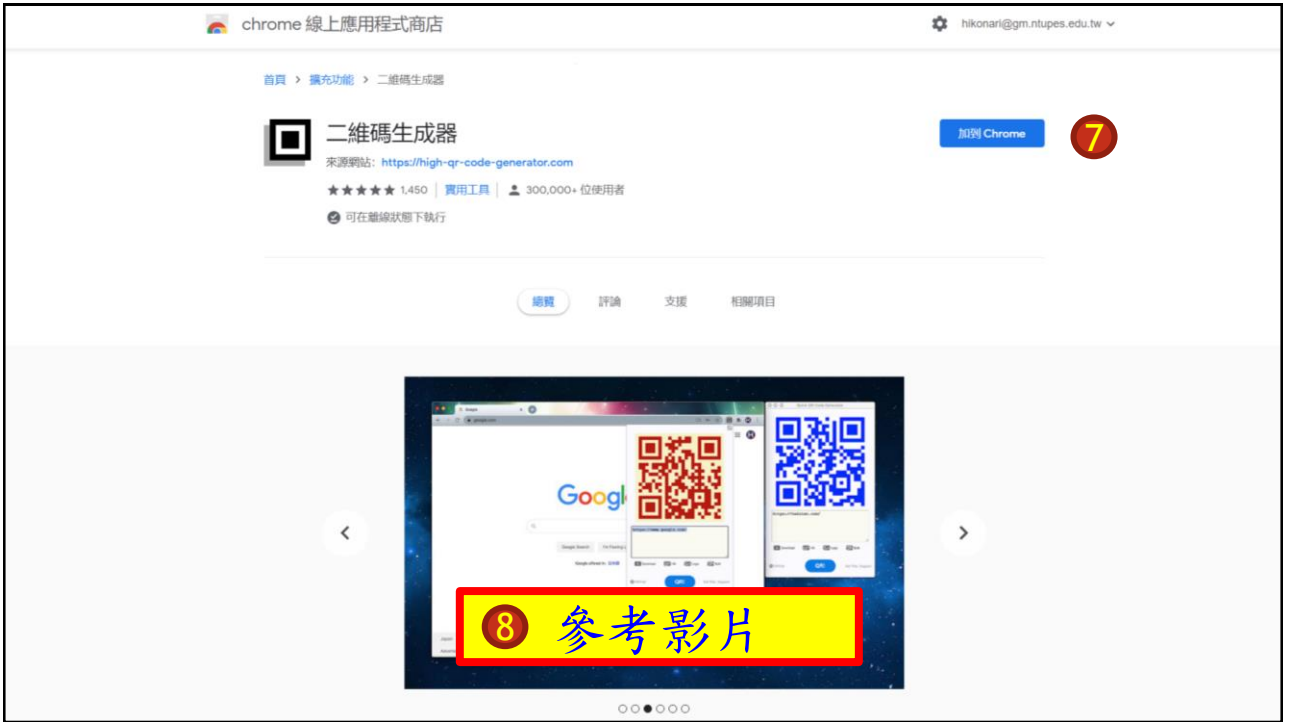 chrome 線上應用程式商店
hikonari@gm.ntupes.edu.tw
首頁 > 擴充功能 > 二維碼生成器
二維碼生成器
加到 Chrome
7
來源網站: https://high-qr-code-generator.com
★★★★★ 1,450 | 實用工具 | 300,000+ 位使用者
可在離線狀態下執行
總覽 評論 支援 相關項目
Google
8 參考影片